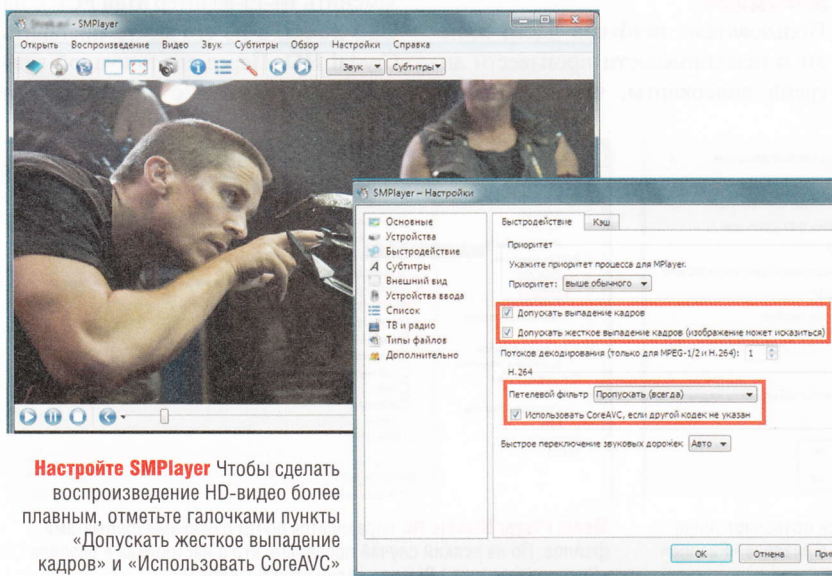 - SMPlayer
Открыть Воспроизведение Видео Звук Субтитры Обзор Настройки Справка
Звук Субтитры
SMPlayer – Настройки
Основные
Устройства
Быстродействие
Субтитры
Внешний вид
Устройства ввода
Список
ТВ и радио
Типы файлов
Дополнительно
Быстродействие Кэш
Приоритет
Укажите приоритет процесса для MPlayer.
Приоритет: выше обычного
Допускать выпадение кадров
Допускать жесткое выпадение кадров (изображение может исказиться)
Потоков декодирования (только для MPEG-1/2 и H.264): 1
H.264
Петелевой фильтр Пропускать (всегда)
Использовать CoreAVC, если другой кодек не указан
Быстрое переключение звуковых дорожек Авто
OK Отмена При
Настройте SMPlayer Чтобы сделать
воспроизведение HD-видео более
плавным, отметьте галочками пункты
«Допускать жесткое выпадение
кадров» и «Использовать CoreAVC»